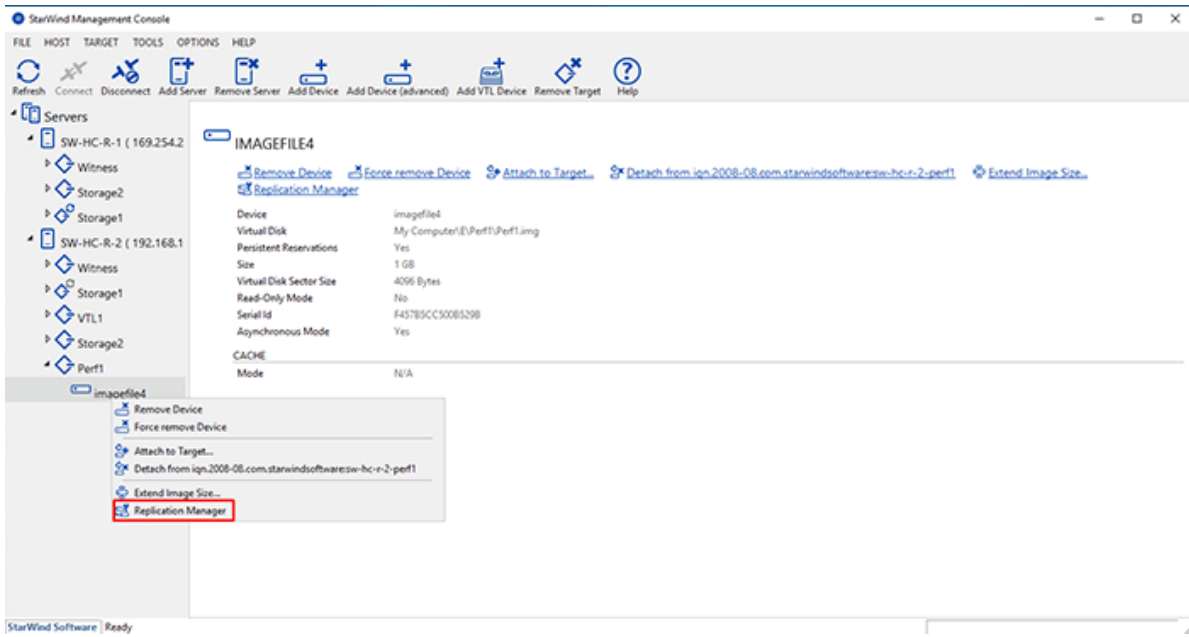 StarWind Management Console
FILE HOST TARGET TOOLS OPTIONS HELP
Refresh Connect Disconnect Add Server Remove Server Add Device Add Device (advanced) Add VTL Device Remove Target Help
Servers
SW-HC-R-1 ( 169.254.2
Witness
Storage2
Storage1
SW-HC-R-2 ( 192.168.1
Witness
Storage1
VTL1
Storage2
Perf1
imagefile4
IMAGEFILE4
Remove Device Force remove Device Attach to Target... Detach from iqn.2008-08.com.starwindsoftware:sw-hc-r-2-perf1 Extend Image Size...
Replication Manager
Device imagefile4
Virtual Disk My Computer\E\Perf1\Perf1.img
Persistent Reservations Yes
Size 1 GB
Virtual Disk Sector Size 4096 Bytes
Read-Only Mode No
Serial Id F457B5CC500B529B
Asynchronous Mode Yes
CACHE
Mode N/A
Remove Device
Force remove Device
Attach to Target...
Detach from iqn.2008-08.com.starwindsoftware:sw-hc-r-2-perf1
Extend Image Size...
Replication Manager
StarWind Software Ready